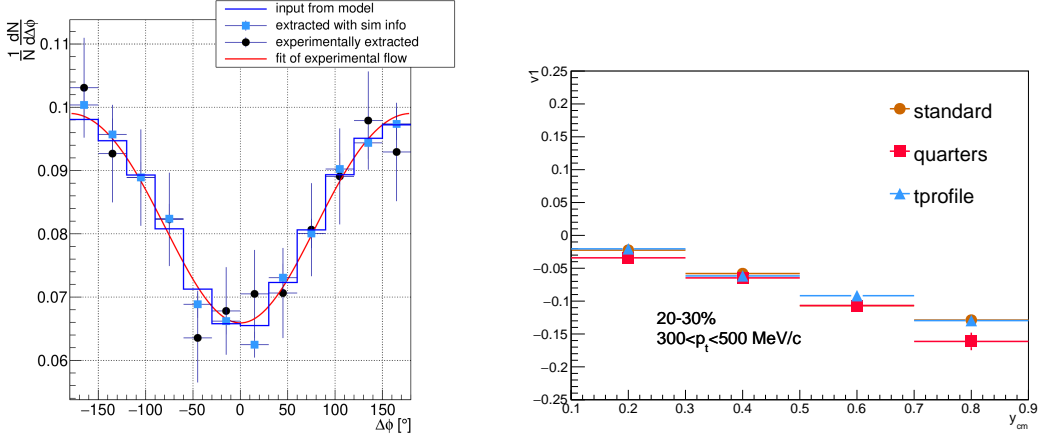 input from model
extracted with sim info
experimentally extracted
fit of experimental flow
1 dN
N dΔϕ
0.11
0.1
0.09
0.08
0.07
0.06
−150 −100 −50 0 50 100 150
Δϕ [°]
v1
0.25
0.2
0.15
0.1
0.05
0
−0.05
−0.1
−0.15
−0.2
−0.25
standard
quarters
tprofile
20-30%
300<pt<500 MeV/c
0.1 0.2 0.3 0.4 0.5 0.6 0.7 0.8 0.9
ycm